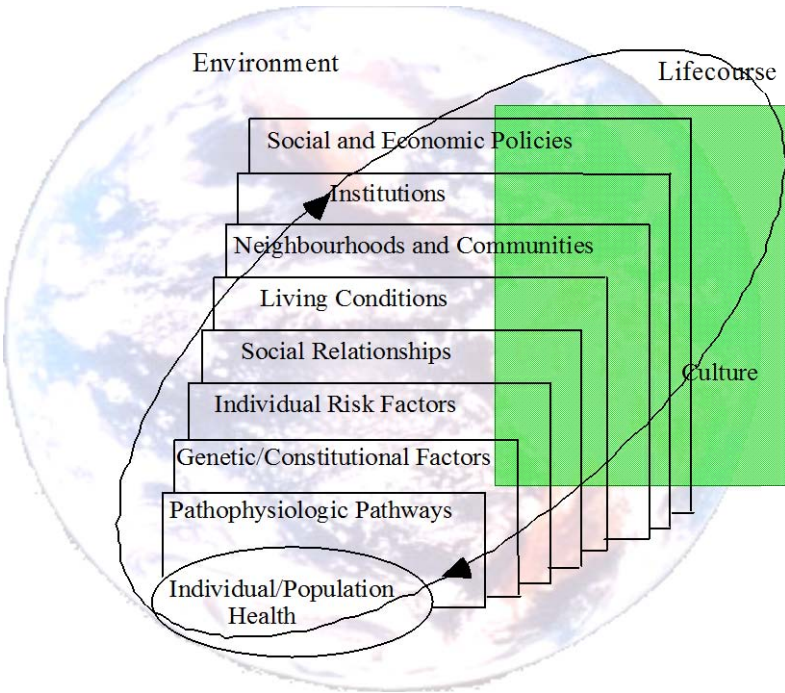 Environment
Lifecourse
Social and Economic Policies
Institutions
Neighbourhoods and Communities
Living Conditions
Social Relationships
Culture
Individual Risk Factors
Genetic/Constitutional Factors
Pathophysiologic Pathways
Individual/Population
Health